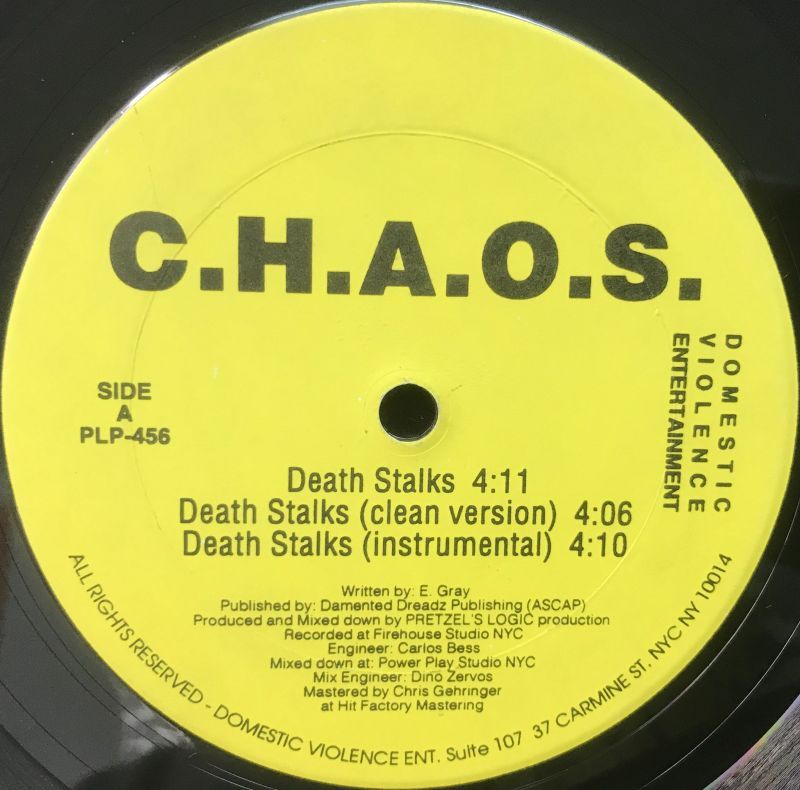 C.H.A.O.S.
DOMESTIC
VIOLENCE
ENTERTAINMENT
SIDE
A
PLP-456
Death Stalks 4:11
Death Stalks (clean version) 4:06
Death Stalks (instrumental) 4:10
Written by: E. Gray
Published by: Damented Dreadz Publishing (ASCAP)
Produced and Mixed down by PRETZEL'S LOGIC production
Recorded at Firehouse Studio NYC
Engineer: Carlos Bess
Mixed down at: Power Play Studio NYC
Mix Engineer: Dino Zervos
Mastered by Chris Gehringer
at Hit Factory Mastering
ALL RIGHTS RESERVED - DOMESTIC VIOLENCE ENT. Suite 107 37 CARMINE ST. NYC NY 10014